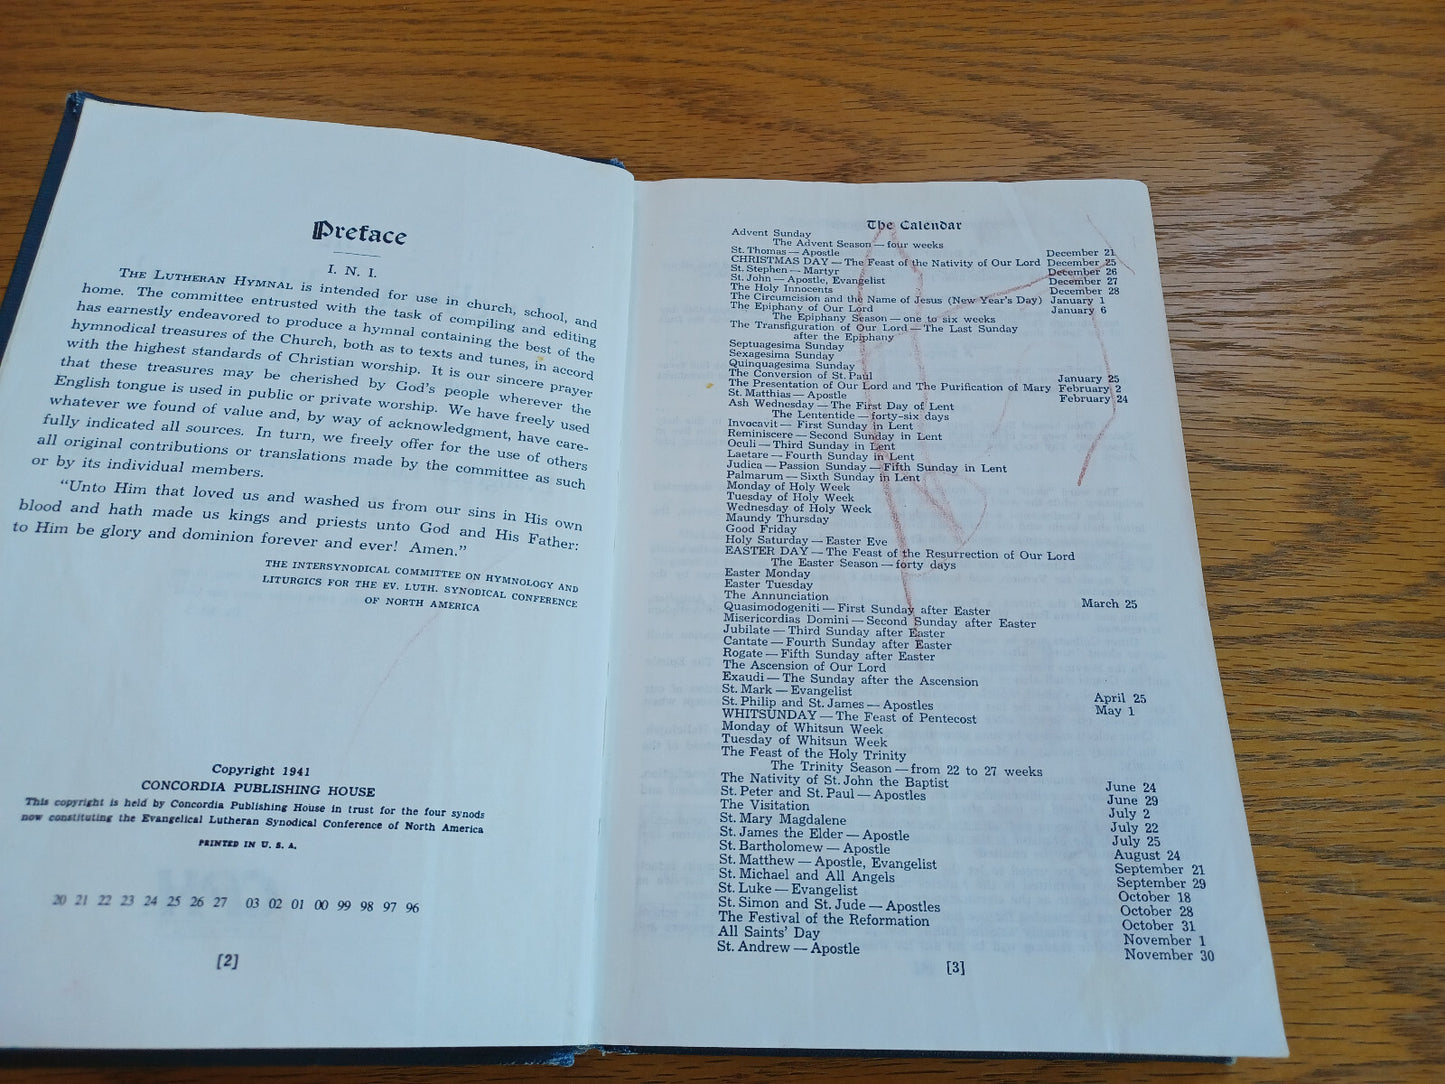 Preface
I. N. I.
THE LUTHERAN HYMNAL is intended for use in church, school, and
home. The committee entrusted with the task of compiling and editing
has earnestly endeavored to produce a hymnal containing the best of the
hymnodical treasures of the Church, both as to texts and tunes, in accord
with the highest standards of Christian worship. It is our sincere prayer
that these treasures may be cherished by God's people wherever the
English tongue is used in public or private worship. We have freely used
whatever we found of value and, by way of acknowledgment, have care-
fully indicated all sources. In turn, we freely offer for the use of others
all original contributions or translations made by the committee as such
or by its individual members.
"Unto Him that loved us and washed us from our sins in His own
blood and hath made us kings and priests unto God and His Father:
to Him be glory and dominion forever and ever! Amen."
THE INTERSYNODICAL COMMITTEE ON HYMNOLOGY AND
LITURGICS FOR THE EV. LUTH. SYNODICAL CONFERENCE
OF NORTH AMERICA
Copyright 1941
CONCORDIA PUBLISHING HOUSE
This copyright is held by Concordia Publishing House in trust for the four synods
now constituting the Evangelical Lutheran Synodical Conference of North America
PRINTED IN U. S. A.
20 21 22 23 24 25 26 27 03 02 01 00 99 98 97 96
[2]
The Calendar
Advent Sunday
The Advent Season — four weeks
St. Thomas — Apostle December 21
CHRISTMAS DAY — The Feast of the Nativity of Our Lord December 25
St. Stephen — Martyr December 26
St. John — Apostle, Evangelist December 27
The Holy Innocents December 28
The Circumcision and the Name of Jesus (New Year's Day) January 1
The Epiphany of Our Lord January 6
The Epiphany Season — one to six weeks
The Transfiguration of Our Lord — The Last Sunday
after the Epiphany
Septuagesima Sunday
Sexagesima Sunday
Quinquagesima Sunday
The Conversion of St. Paul January 25
The Presentation of Our Lord and The Purification of Mary February 2
St. Matthias — Apostle February 24
Ash Wednesday — The First Day of Lent
The Lententide — forty-six days
Invocavit — First Sunday in Lent
Reminiscere — Second Sunday in Lent
Oculi — Third Sunday in Lent
Laetare — Fourth Sunday in Lent
Judica — Passion Sunday — Fifth Sunday in Lent
Palmarum — Sixth Sunday in Lent
Monday of Holy Week
Tuesday of Holy Week
Wednesday of Holy Week
Maundy Thursday
Good Friday
Holy Saturday — Easter Eve
EASTER DAY — The Feast of the Resurrection of Our Lord
The Easter Season — forty days
Easter Monday
Easter Tuesday
The Annunciation March 25
Quasimodogeniti — First Sunday after Easter
Misericordias Domini — Second Sunday after Easter
Jubilate — Third Sunday after Easter
Cantate — Fourth Sunday after Easter
Rogate — Fifth Sunday after Easter
The Ascension of Our Lord
Exaudi — The Sunday after the Ascension
St. Mark — Evangelist April 25
St. Philip and St. James — Apostles May 1
WHITSUNDAY — The Feast of Pentecost
Monday of Whitsun Week
Tuesday of Whitsun Week
The Feast of the Holy Trinity
The Trinity Season — from 22 to 27 weeks
The Nativity of St. John the Baptist June 24
St. Peter and St. Paul — Apostles June 29
The Visitation July 2
St. Mary Magdalene July 22
St. James the Elder — Apostle July 25
St. Bartholomew — Apostle August 24
St. Matthew — Apostle, Evangelist September 21
St. Michael and All Angels September 29
St. Luke — Evangelist October 18
St. Simon and St. Jude — Apostles October 28
The Festival of the Reformation October 31
All Saints' Day November 1
St. Andrew — Apostle November 30
[3]